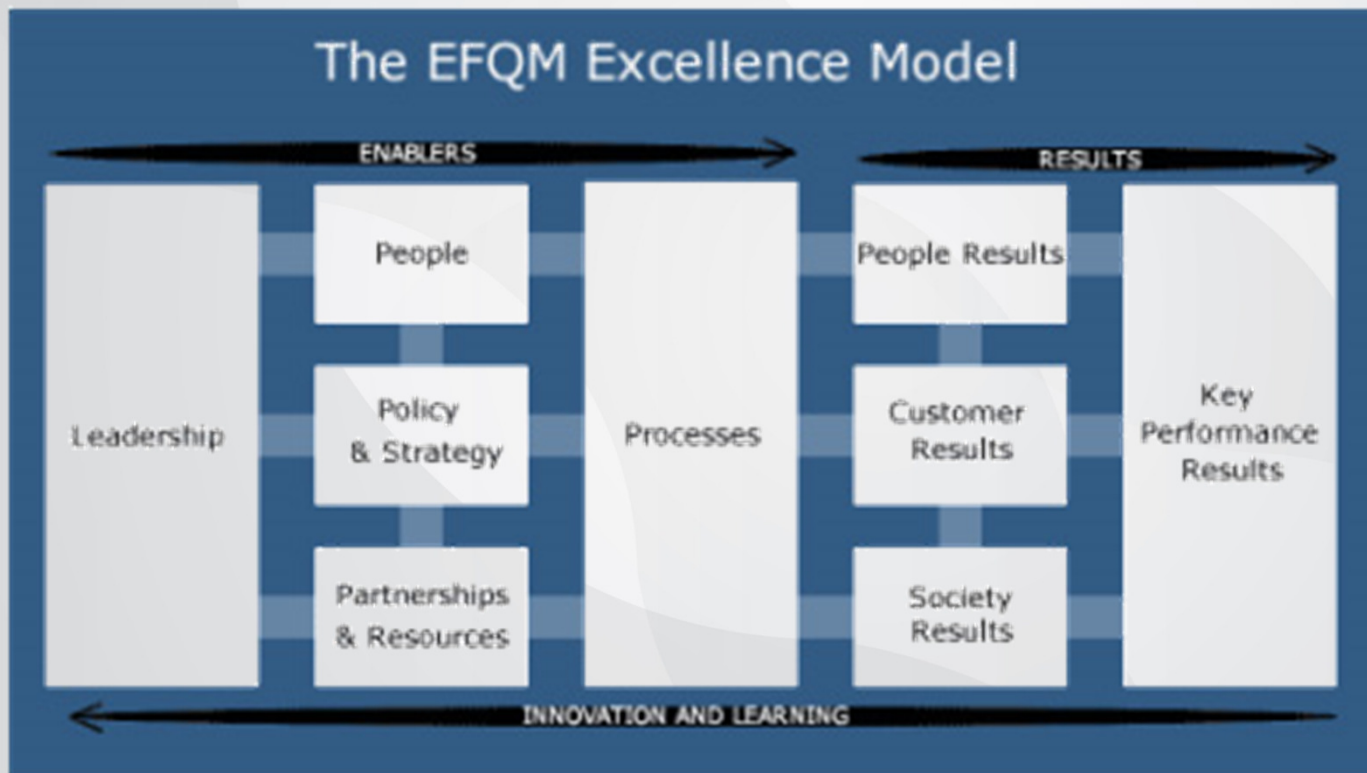 The EFQM Excellence Model
ENABLERS
RESULTS
Leadership
People
Policy
& Strategy
Partnerships
& Resources
Processes
People Results
Customer
Results
Society
Results
Key
Performance
Results
INNOVATION AND LEARNING